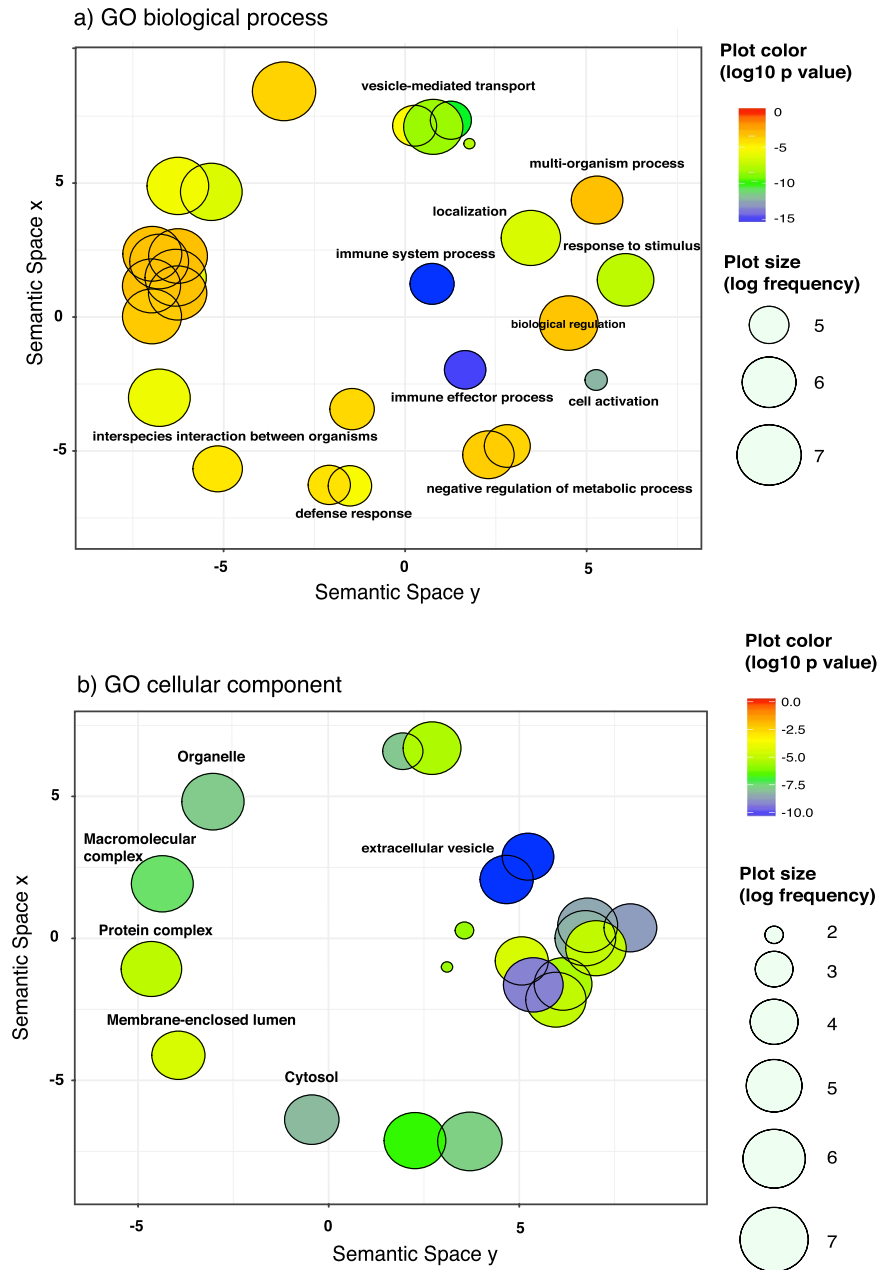 a) GO biological process
Plot color
(log10 p value)
vesicle-mediated transport
0
-5
-10
-15
multi-organism process
5
localization
response to stimulus
immune system process
Plot size
(log frequency)
Semantic Space x
0
biological regulation
5
6
immune effector process
cell activation
interspecies interaction between organisms
-5
7
negative regulation of metabolic process
defense response
-5
0
5
Semantic Space y
b) GO cellular component
Plot color
(log10 p value)
0.0
-2.5
-5.0
-7.5
-10.0
Organelle
5
Macromolecular
complex
extracellular vesicle
Plot size
(log frequency)
Protein complex
0
2
3
Semantic Space x
Membrane-enclosed lumen
4
Cytosol
-5
5
6
-5
0
5
Semantic Space y
7